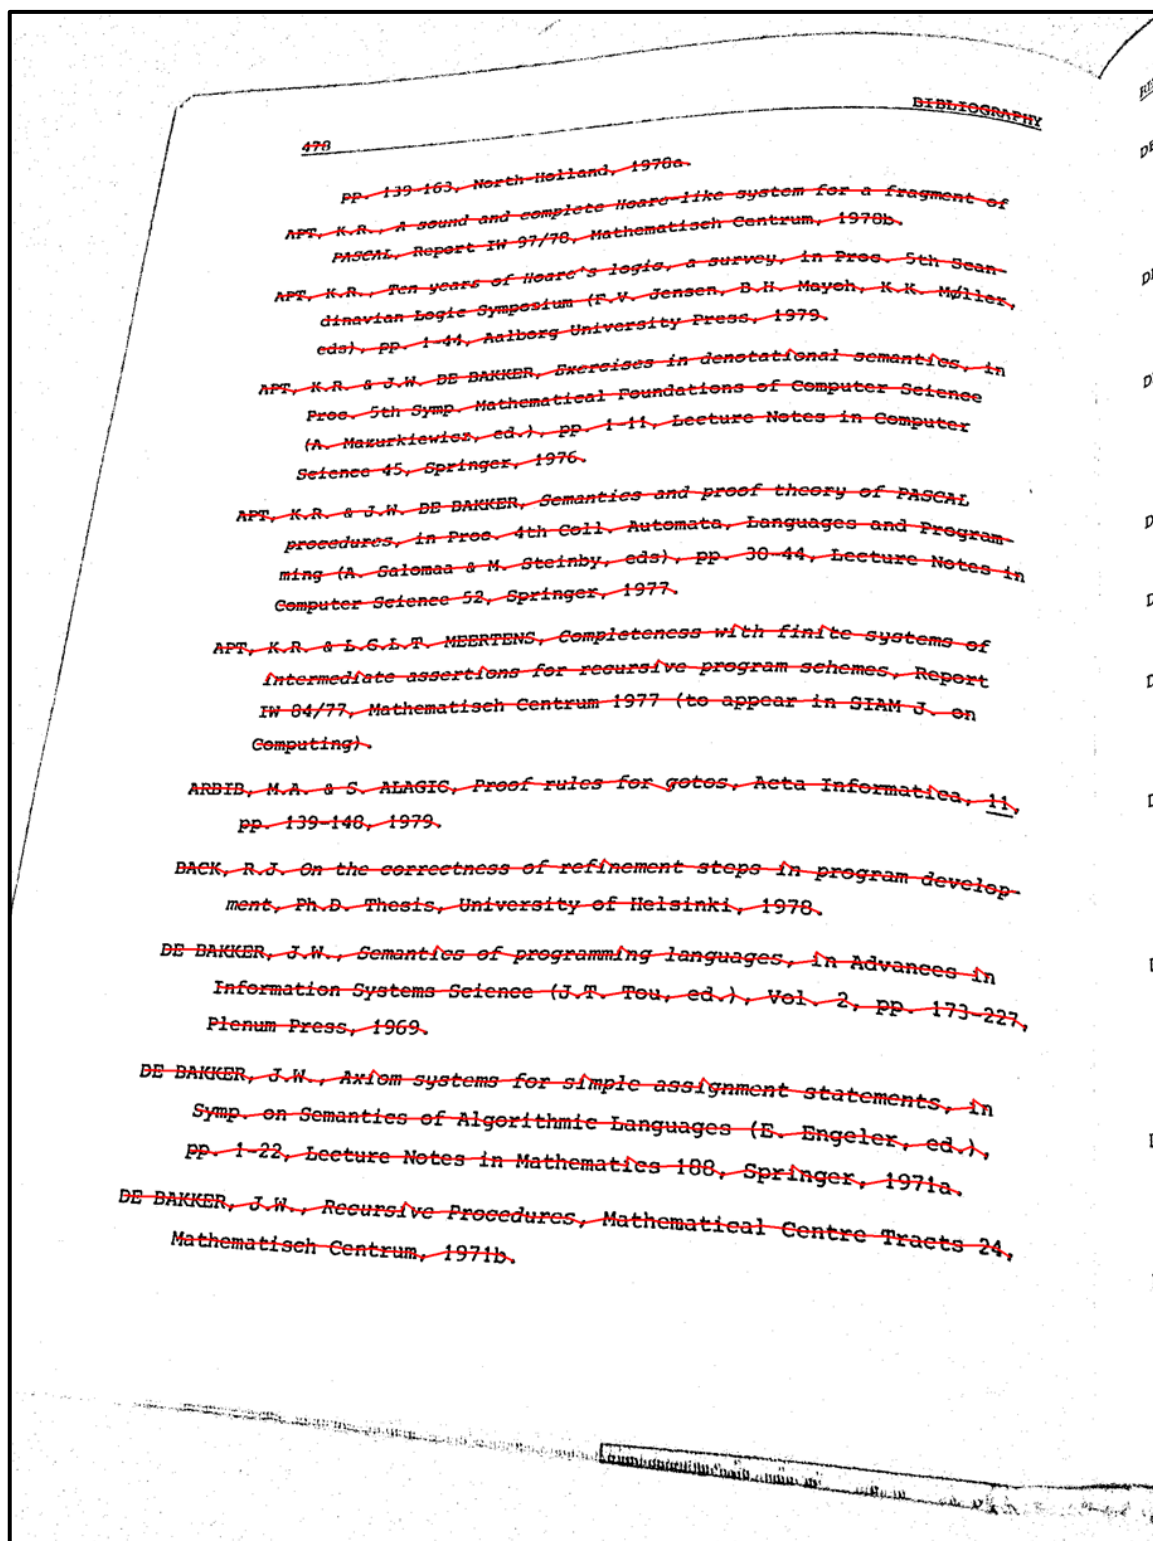 BIBLIOGRAPHY
478
pp. 139-163, North-Holland, 1978a.
APT, K.R., A sound and complete Hoare-like system for a fragment of
PASCAL, Report IW 97/78, Mathematisch Centrum, 1978b.
APT, K.R., Ten years of Hoare's logic, a survey, in Proc. 5th Scan-
dinavian Logic Symposium (F.V. Jensen, B.H. Mayoh, K.K. Møller,
eds), pp. 1-44, Aalborg University Press, 1979.
APT, K.R. & J.W. DE BAKKER, Exercises in denotational semantics, in
Proc. 5th Symp. Mathematical Foundations of Computer Science
(A. Mazurkiewicz, ed.), pp. 1-11, Lecture Notes in Computer
Science 45, Springer, 1976.
APT, K.R. & J.W. DE BAKKER, Semantics and proof theory of PASCAL
procedures, in Proc. 4th Coll. Automata, Languages and Program-
ming (A. Salomaa & M. Steinby, eds), pp. 30-44, Lecture Notes in
Computer Science 52, Springer, 1977.
APT, K.R. & L.G.L.T. MEERTENS, Completeness with finite systems of
intermediate assertions for recursive program schemes, Report
IW 84/77, Mathematisch Centrum 1977 (to appear in SIAM J. on
Computing).
ARBIB, M.A. & S. ALAGIC, Proof rules for gotos, Acta Informatica, 11,
pp. 139-148, 1979.
BACK, R.J. On the correctness of refinement steps in program develop-
ment, Ph.D. Thesis, University of Helsinki, 1978.
DE BAKKER, J.W., Semantics of programming languages, in Advances in
Information Systems Science (J.T. Tou, ed.), Vol. 2, pp. 173-227,
Plenum Press, 1969.
DE BAKKER, J.W., Axiom systems for simple assignment statements, in
Symp. on Semantics of Algorithmic Languages (E. Engeler, ed.),
pp. 1-22, Lecture Notes in Mathematics 188, Springer, 1971a.
DE BAKKER, J.W., Recursive Procedures, Mathematical Centre Tracts 24,
Mathematisch Centrum, 1971b.